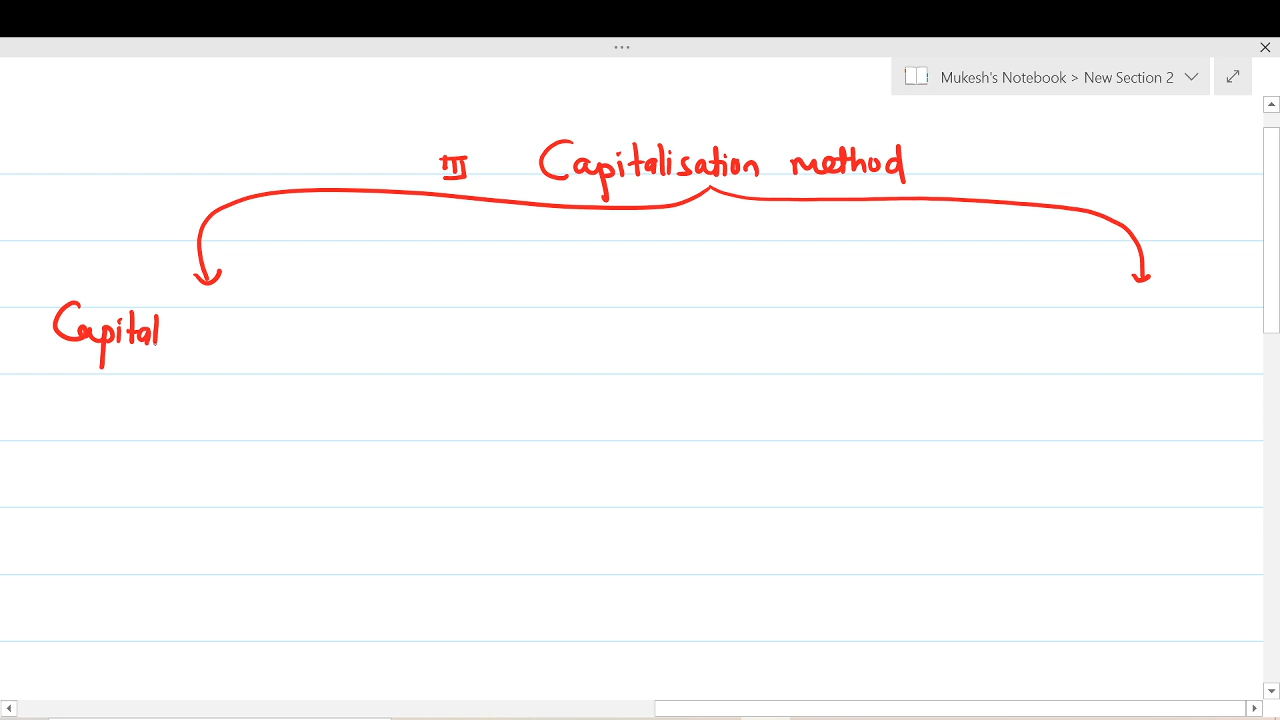 Mukesh's Notebook > New Section 2
III Capitalisation method
Capital